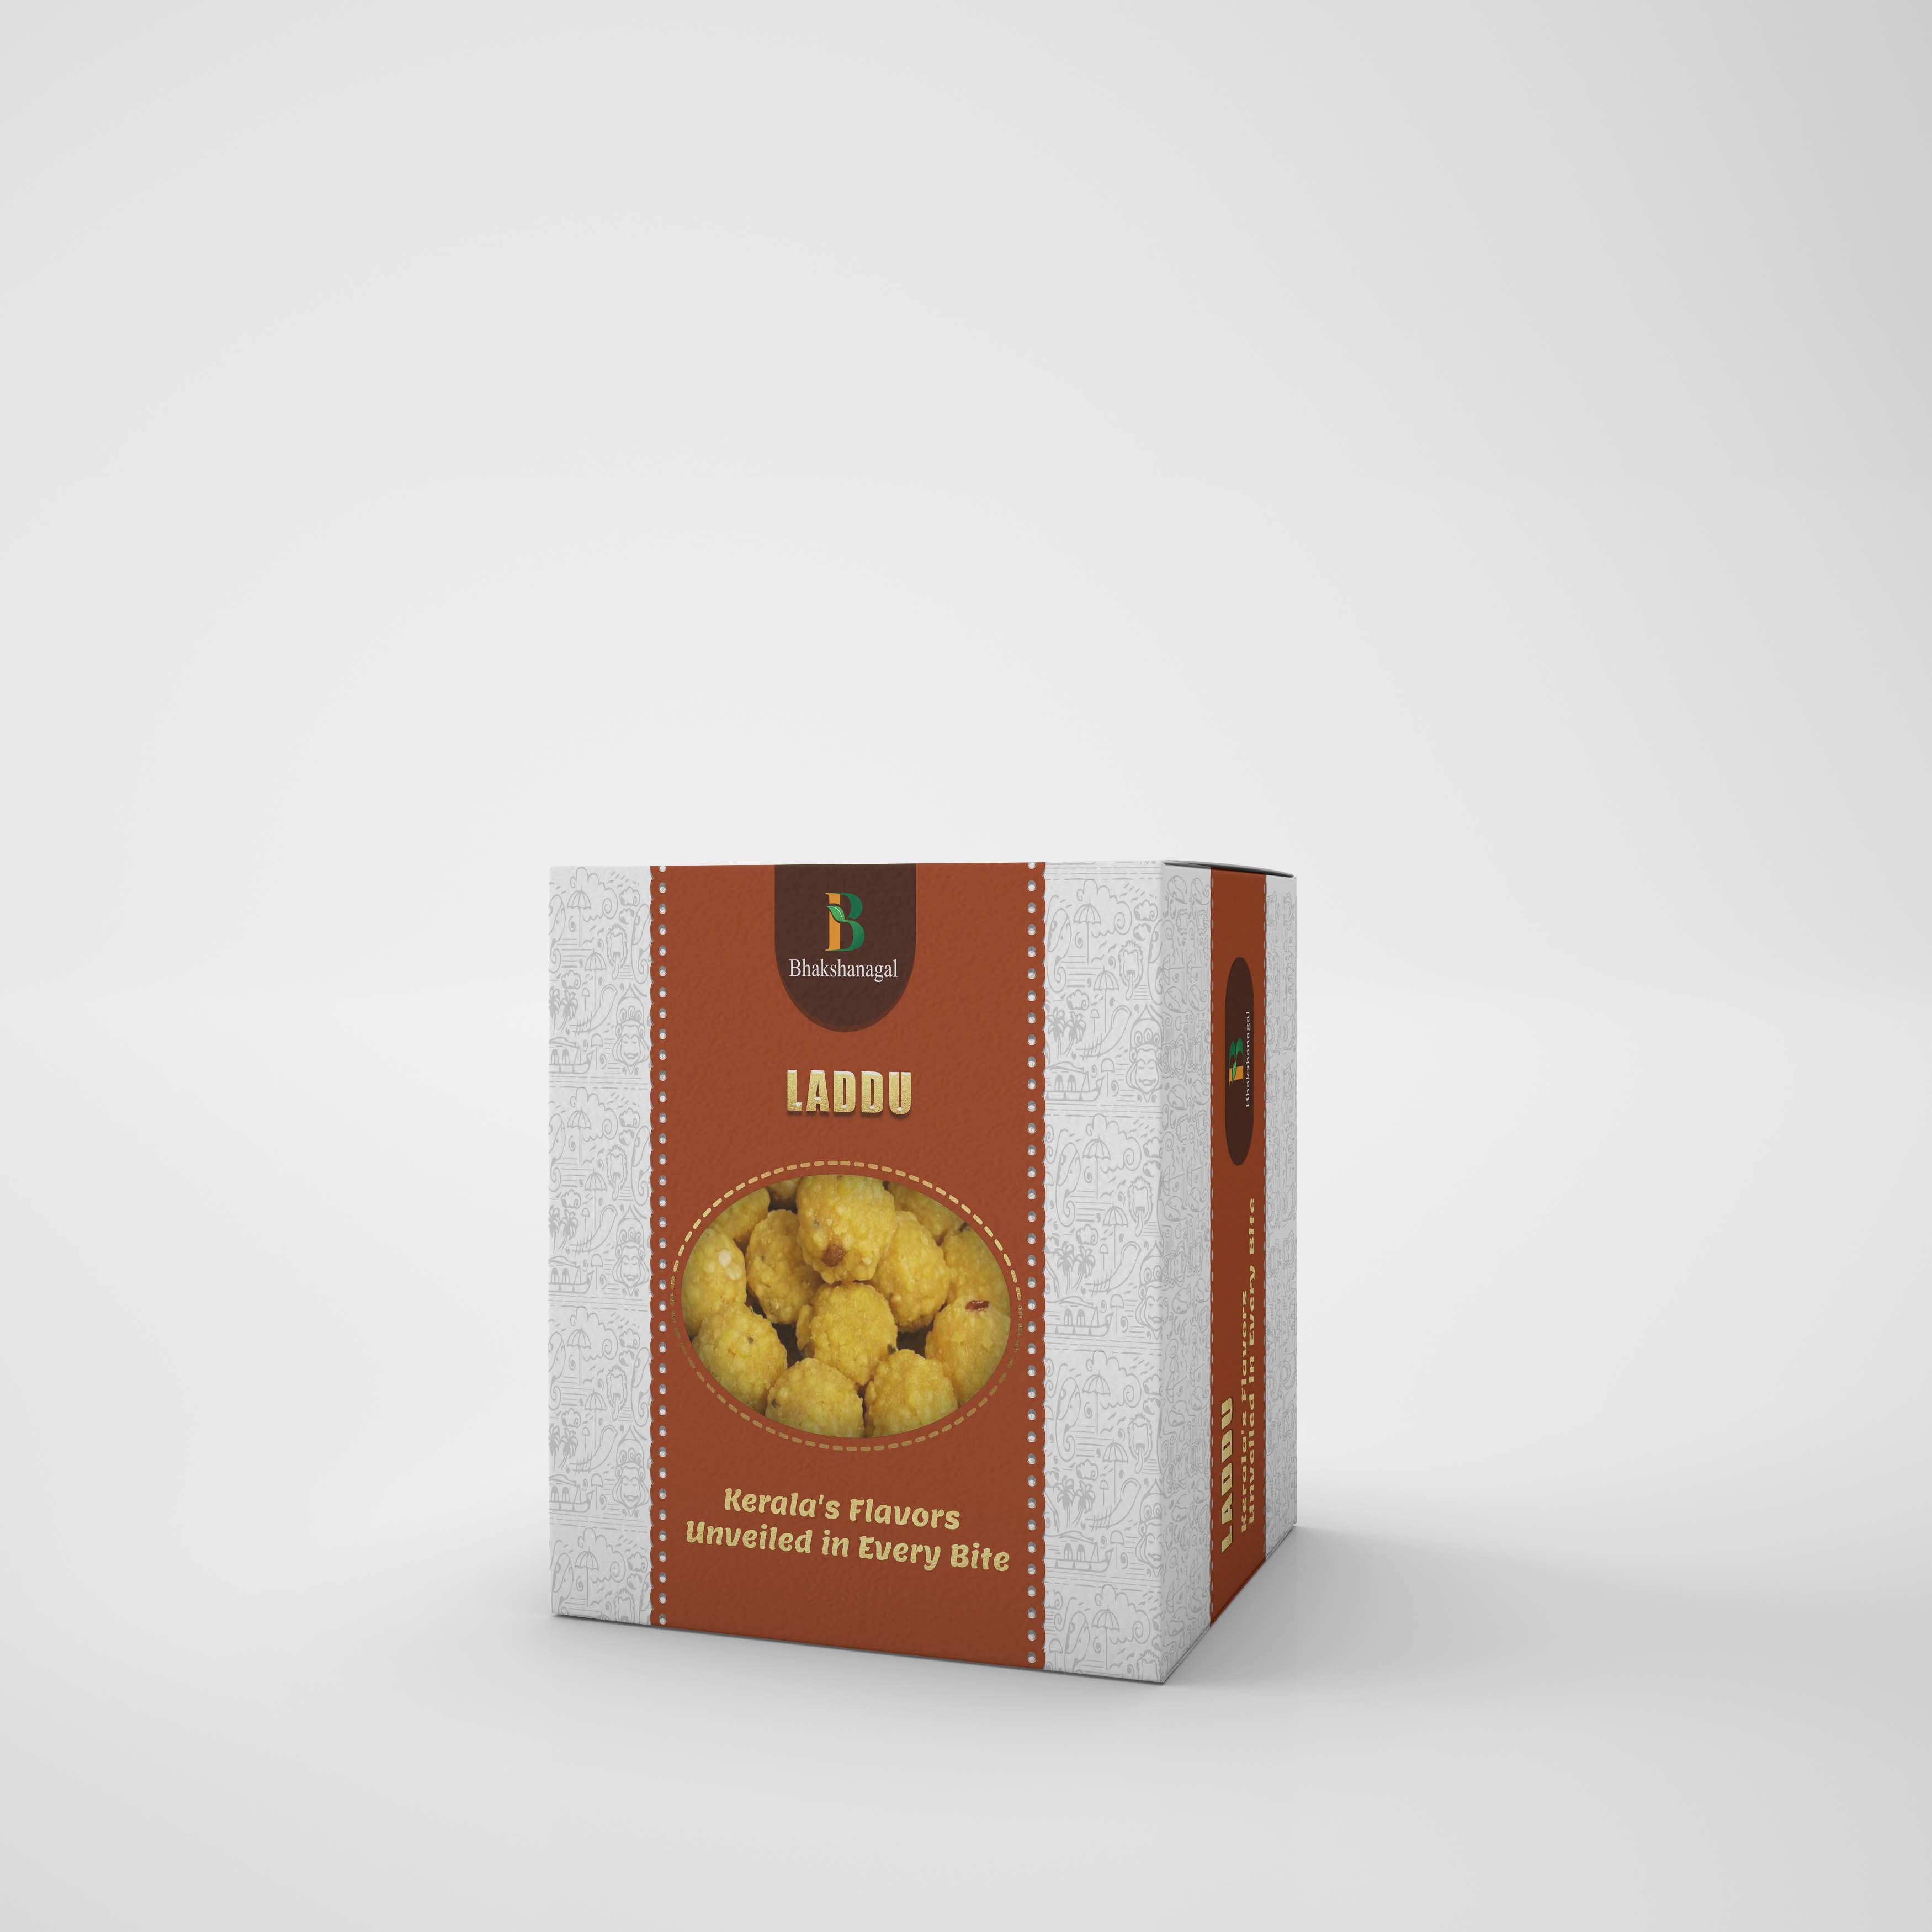 B
Bhakshanagal
LADDU
Kerala's Flavors
Unveiled in Every Bite
B
Bhakshanagal
LADDU
Kerala's Flavors
Unveiled in Every Bite